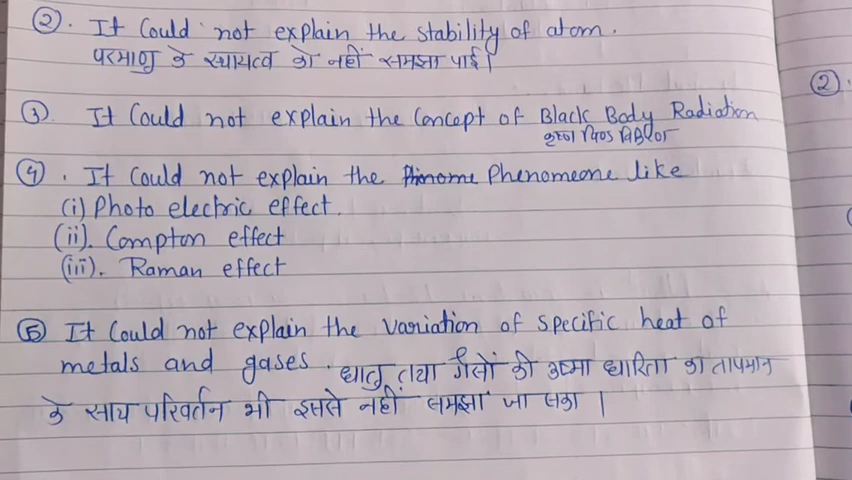 ②. It Could not explain the stability of atom.
परमाणु के स्थायत्व को नहीं समझा पाई।
③. It Could not explain the Concept of Black Body Radiation
कृष्ण पिण्ड विकिरण
④. It Could not explain the Phenomeone like
(i) Photo electric effect.
(ii). Compton effect
(iii). Raman effect
⑤ It Could not explain the variation of specific heat of
metals and gases. धातु तथा गैसों की उष्मा धारिता का तापमान
के साथ परिवर्तन भी इससे नहीं समझा जा सका।
②.